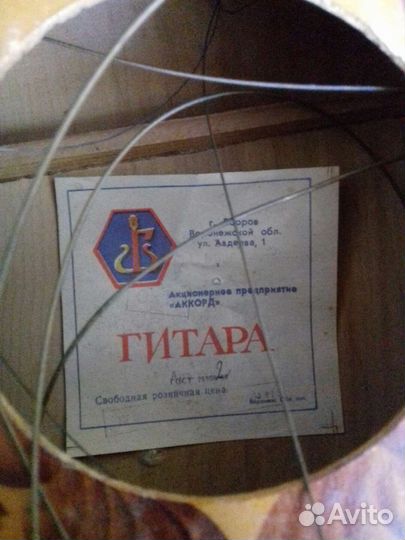 г. Бобров
Воронежской обл.
ул. Авдеева, 1
Акционерное предприятие
«АККОРД»
ГИТАРА
Свободная розничная цена
Avito